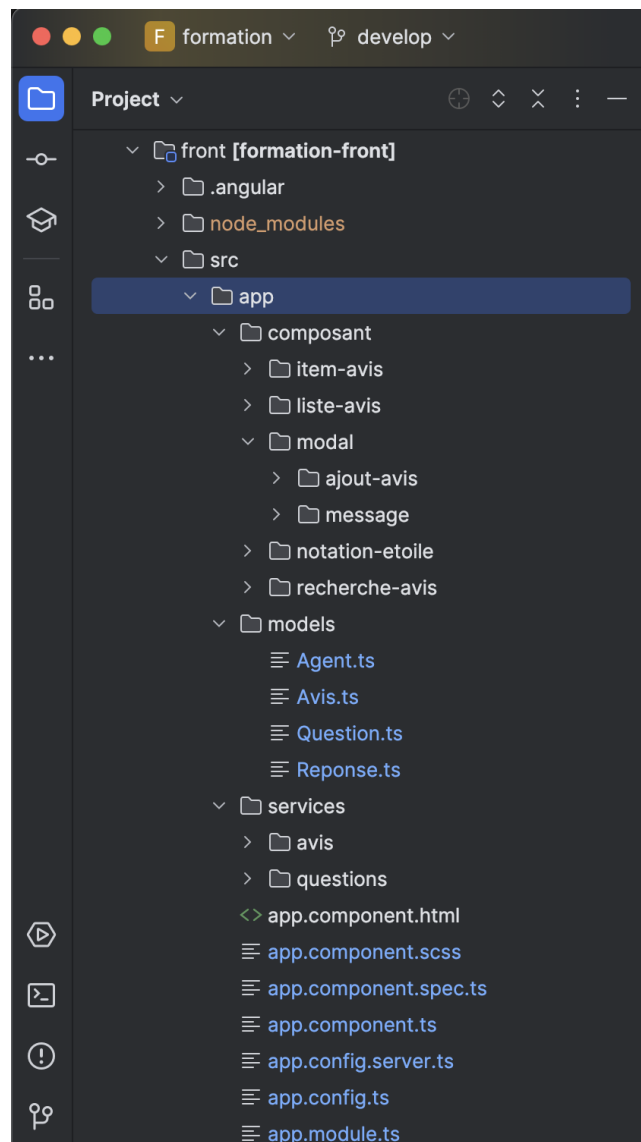 F formation develop
Project
front [formation-front]
.angular
node_modules
src
app
composant
item-avis
liste-avis
modal
ajout-avis
message
notation-etoile
recherche-avis
models
Agent.ts
Avis.ts
Question.ts
Reponse.ts
services
avis
questions
app.component.html
app.component.scss
app.component.spec.ts
app.component.ts
app.config.server.ts
app.config.ts
app.module.ts